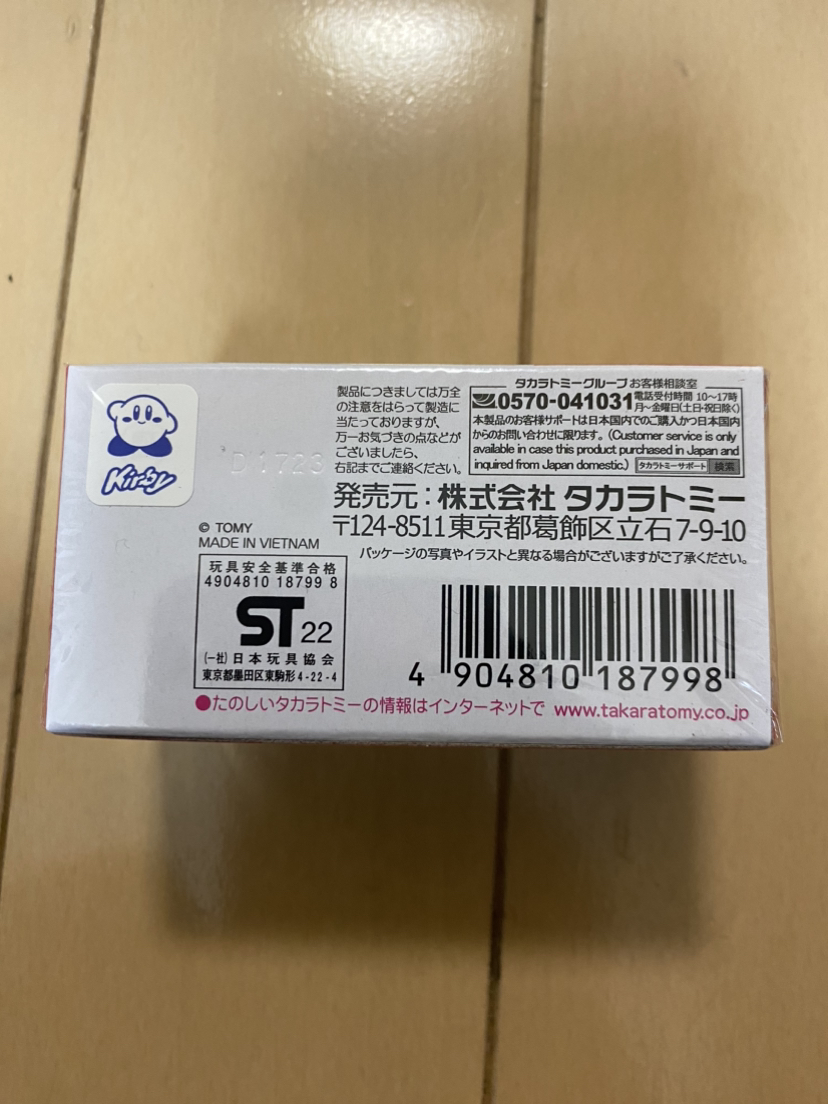 Kirby
製品につきましては万全
の注意をはらって製造に
当たっておりますが、
万一お気づきの点などが
ございましたら、
右記までご連絡ください。
タカラトミーグループ お客様相談室
0570-041031 電話受付時間 10〜17時
月〜金曜日(土・日・祝日除く)
本製品のお客様サポートは日本国内でのご購入かつ日本国内
からのお問い合わせに限ります。(Customer service is only
available in case this product purchased in Japan and
inquired from Japan domestic.) タカラトミーサポート 検索
D1723
発売元:株式会社 タカラトミー
〒124-8511 東京都葛飾区立石 7-9-10
© TOMY
MADE IN VIETNAM
パッケージの写真やイラストと異なる場合がございますがご了承ください。
玩具安全基準合格
4904810 18799 8
ST 22
(一社)日本玩具協会
東京都墨田区東駒形 4-22-4
4 904810 187998
●たのしいタカラトミーの情報はインターネットで www.takaratomy.co.jp